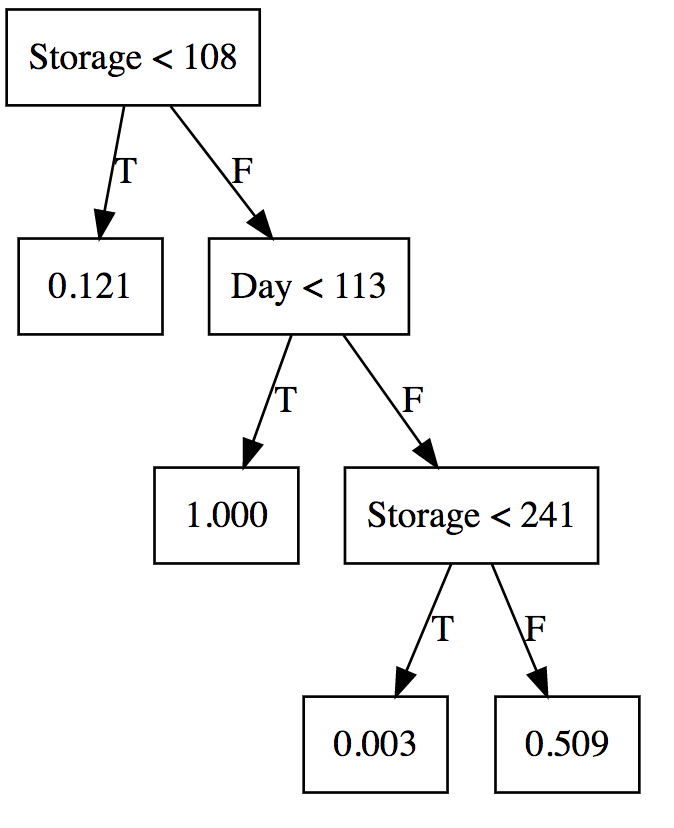 Storage < 108
T
F
0.121
Day < 113
T
F
1.000
Storage < 241
T
F
0.003
0.509